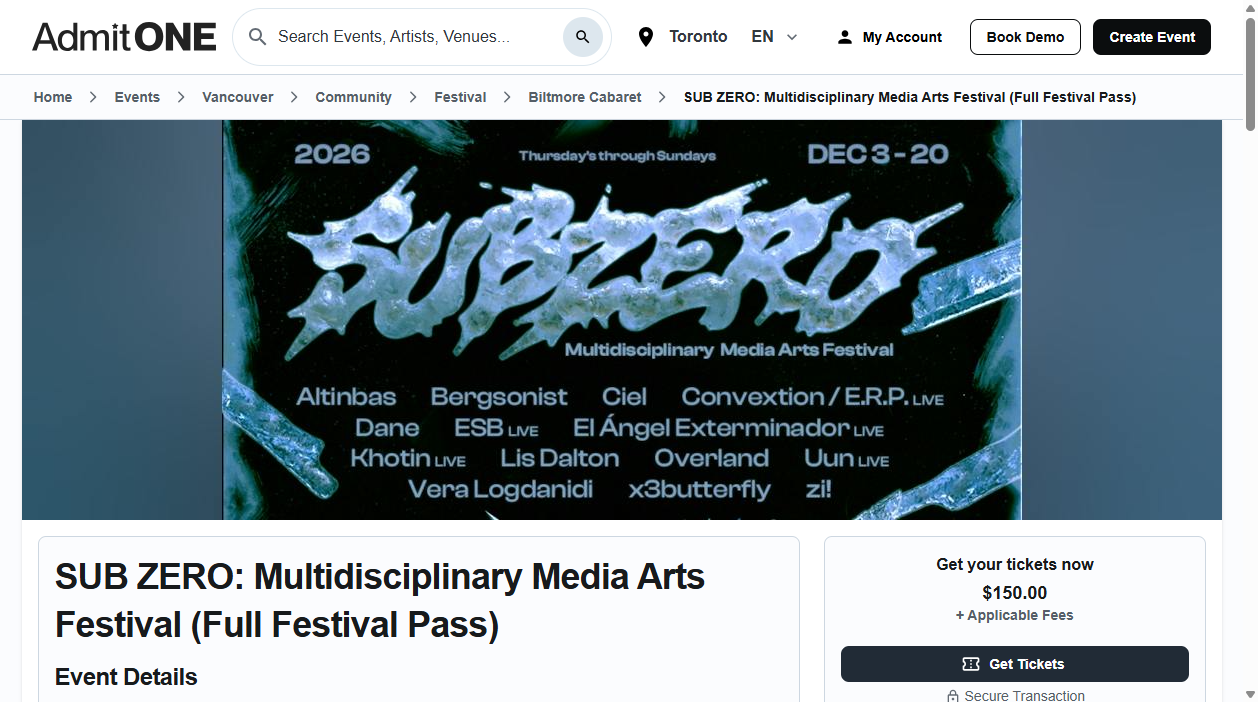 AdmitONE
Search Events, Artists, Venues...
Toronto
EN
My Account
Book Demo
Create Event
Home > Events > Vancouver > Community > Festival > Biltmore Cabaret > SUB ZERO: Multidisciplinary Media Arts Festival (Full Festival Pass)
2026
Thursday's through Sundays
DEC 3 - 20
SUBZERO
Multidisciplinary Media Arts Festival
Altinbas Bergsonist Ciel Convextion / E.R.P. LIVE
Dane ESB LIVE El Ángel Exterminador LIVE
Khotin LIVE Lis Dalton Overland Uun LIVE
Vera Logdanidi x3butterfly zi!
SUB ZERO: Multidisciplinary Media Arts
Festival (Full Festival Pass)
Event Details
Get your tickets now
$150.00
+ Applicable Fees
Get Tickets
Secure Transaction